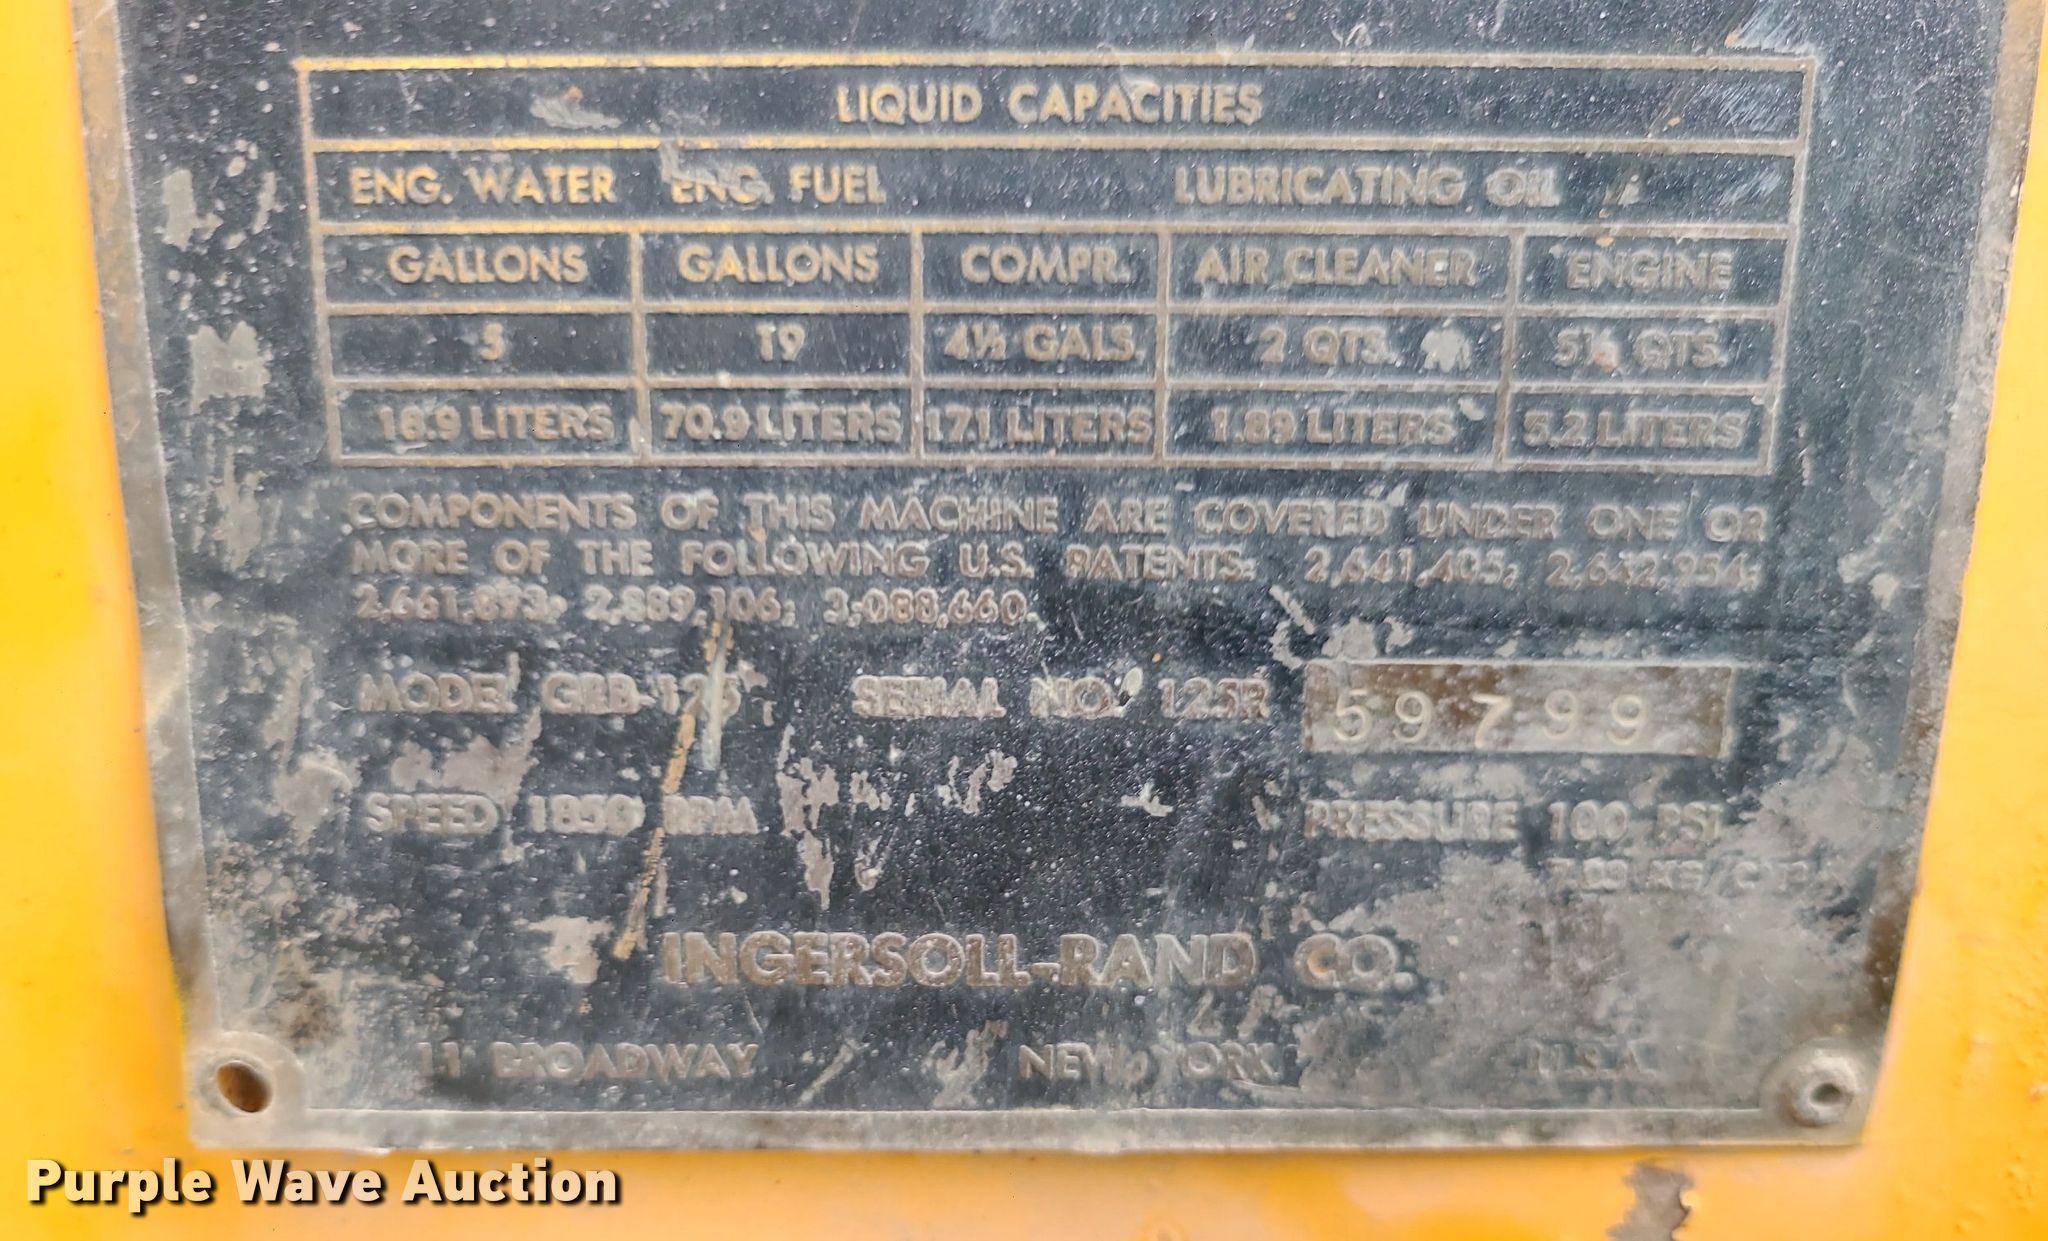 LIQUID CAPACITIES
ENG. WATER ENG. FUEL LUBRICATING OIL
GALLONS GALLONS COMPR. AIR CLEANER ENGINE
5 19 4½ GALS. 2 QTS. QTS.
18.9 LITERS 70.9 LITERS 17.1 LITERS 1.89 LITERS 5.2 LITERS
COMPONENTS OF THIS MACHINE ARE COVERED UNDER ONE OR
MORE OF THE FOLLOWING U.S. PATENTS: 2,641,405; 2,642,954;
2,661,893; 2,889,106; 3,088,660.
MODEL 125 SERIAL NO. 125R 59799
SPEED 1850 RPM PRESSURE 100 PSI
INGERSOLL-RAND CO.
11 BROADWAY NEW YORK U.S.A.
Purple Wave Auction